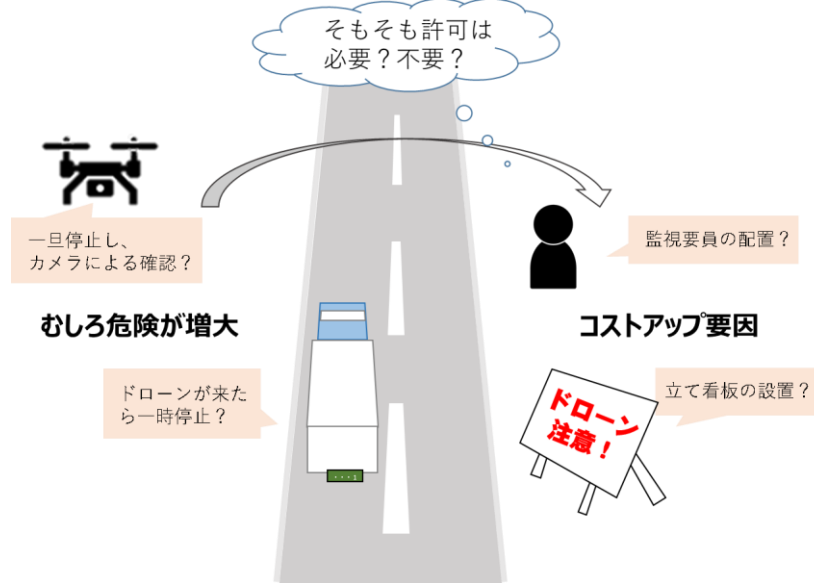 そもそも許可は
必要？不要？
一旦停止し、
カメラによる確認？
監視要員の配置？
むしろ危険が増大
コストアップ要因
ドローンが来た
ら一時停止？
立て看板の設置？
ドローン
注意！